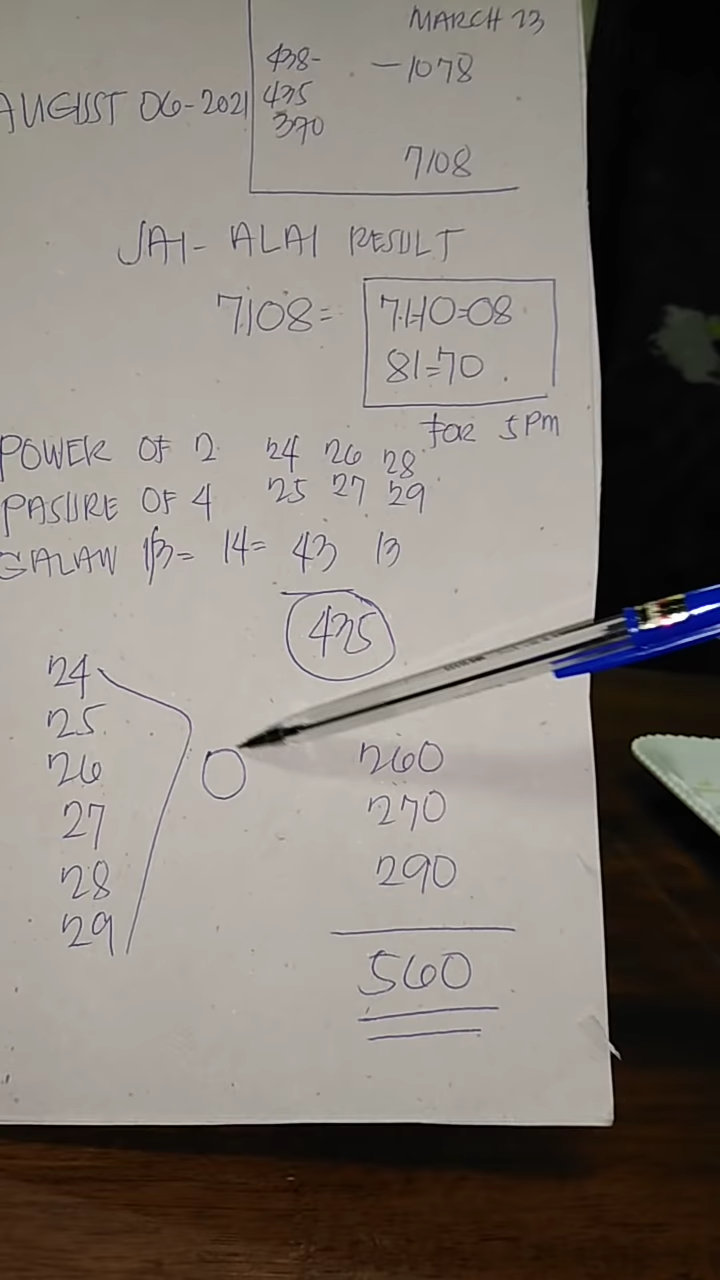 MARCH 23
438- -1078
AUGUST 06-2021 435
370
7108
JAI-ALAI RESULT
7108= 7.1-10=08
81=70
FOR 5PM
POWER OF 2 24 26 28
PASURE OF 4 25 27 29
GALAW 13= 14= 43 13
435
24
25
26 0 260
27 270
28 290
29
560